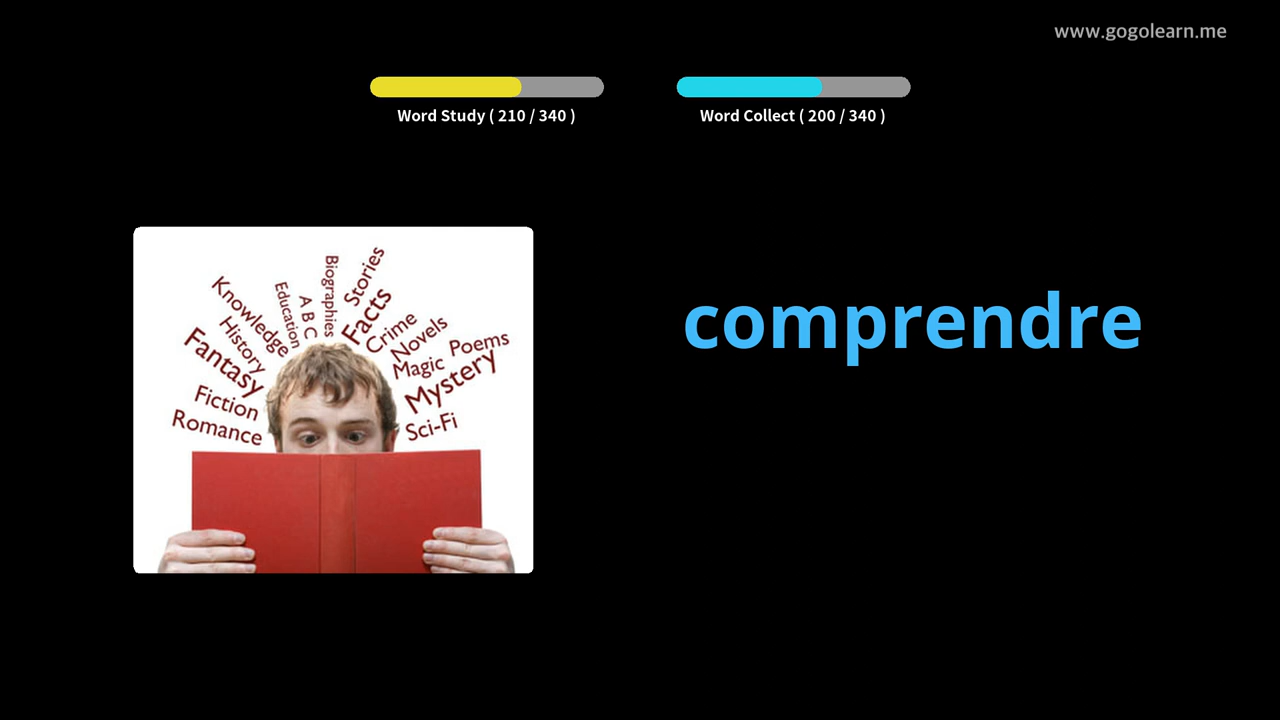 www.gogolearn.me
Word Study ( 210 / 340 )
Word Collect ( 200 / 340 )
Biographies
Stories
Education
A B C
Facts
Knowledge
Crime
History
Novels
Poems
Fantasy
Magic
Mystery
Fiction
Romance
Sci-Fi
comprendre